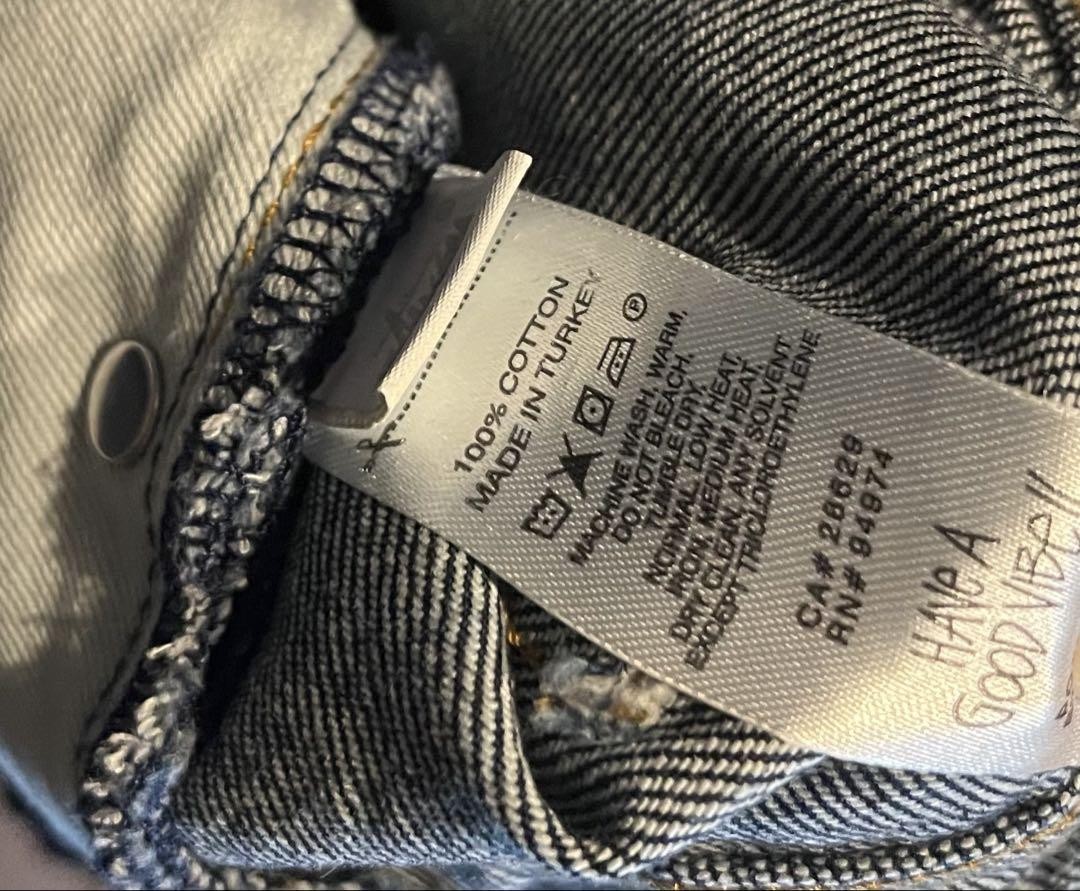 100% COTTON
MADE IN TURKEY
®
MACHINE WASH, WARM,
DO NOT BLEACH.
TUMBLE DRY
NORMAL, LOW HEAT,
IRON, MEDIUM HEAT.
DRY CLEAN, ANY SOLVENT
EXCEPT TRICLOROETHYLENE
CA# 28629
RN# 94974
HAVE A
GOOD VIBE//